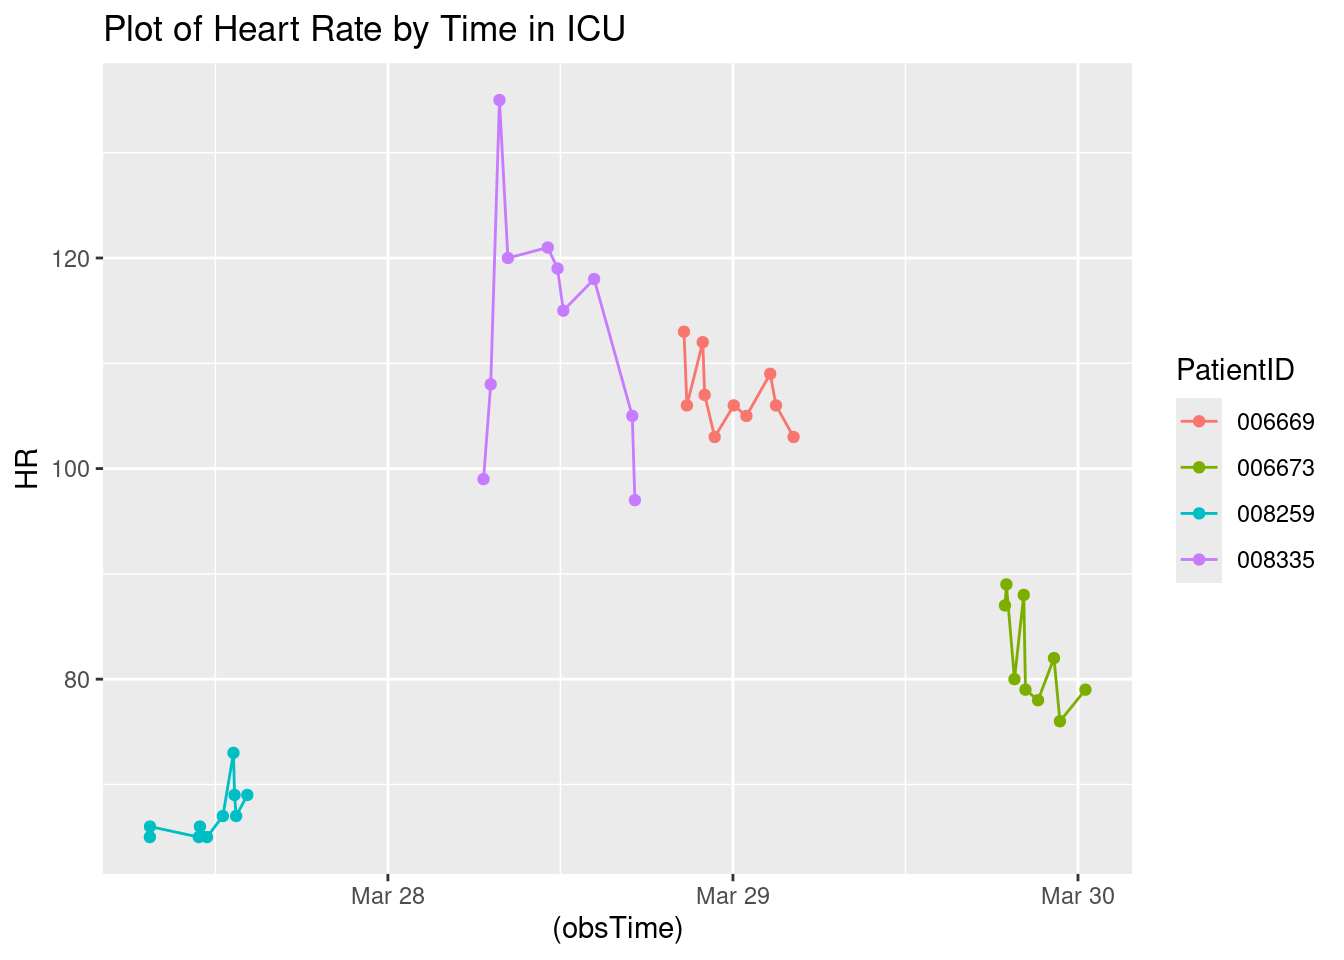 Plot of Heart Rate by Time in ICU
120
100
80
HR
Mar 28
Mar 29
Mar 30
(obsTime)
PatientID
006669
006673
008259
008335